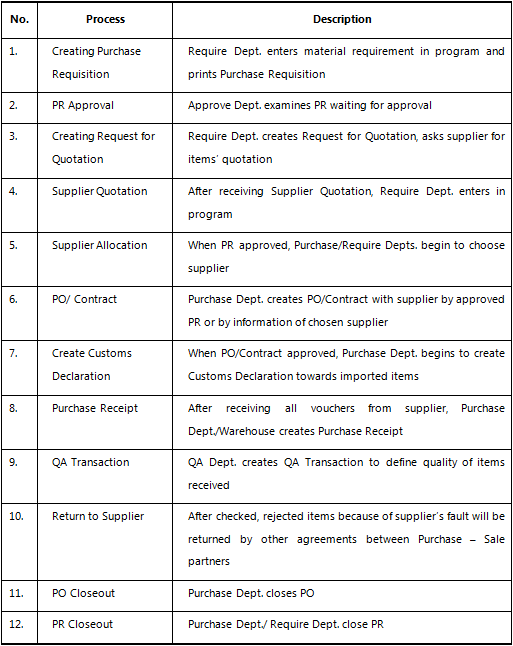 No. Process Description
1. Creating Purchase Require Dept. enters material requirement in program and
Requisition prints Purchase Requisition
2. PR Approval Approve Dept. examines PR waiting for approval
3. Creating Request for Require Dept. creates Request for Quotation, asks supplier for
Quotation items' quotation
4. Supplier Quotation After receiving Supplier Quotation, Require Dept. enters in
program
5. Supplier Allocation When PR approved, Purchase/Require Depts. begin to choose
supplier
6. PO/ Contract Purchase Dept. creates PO/Contract with supplier by approved
PR or by information of chosen supplier
7. Create Customs When PO/Contract approved, Purchase Dept. begins to create
Declaration Customs Declaration towards imported items
8. Purchase Receipt After receiving all vouchers from supplier, Purchase
Dept./Warehouse creates Purchase Receipt
9. QA Transaction QA Dept. creates QA Transaction to define quality of items
received
10. Return to Supplier After checked, rejected items because of supplier's fault will be
returned by other agreements between Purchase – Sale
partners
11. PO Closeout Purchase Dept. closes PO
12. PR Closeout Purchase Dept./ Require Dept. close PR